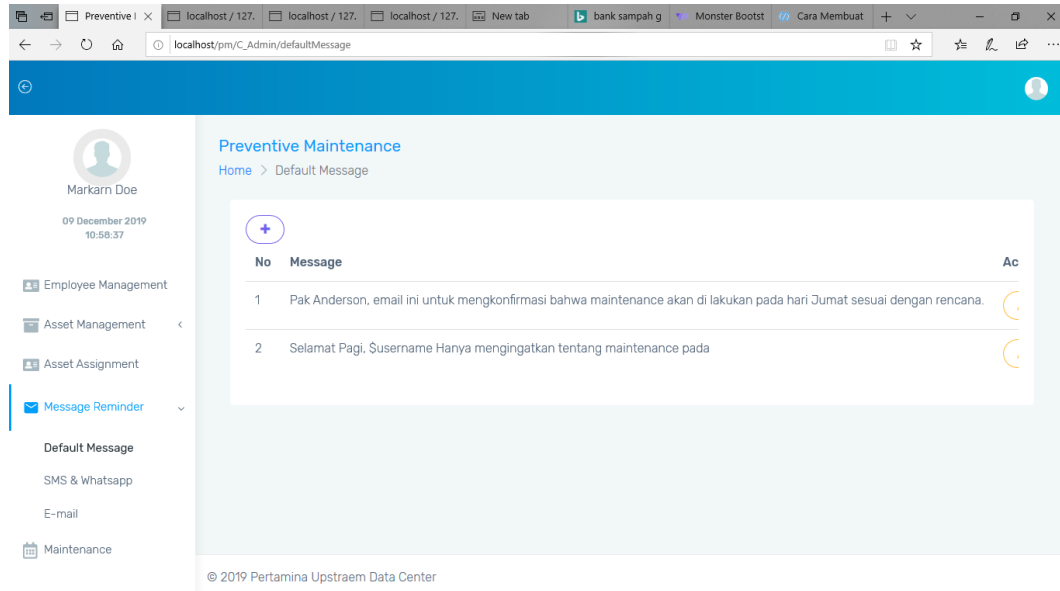 Preventive I
localhost / 127.
localhost / 127.
localhost / 127.
New tab
bank sampah g
Monster Bootst
Cara Membuat
localhost/pm/C_Admin/defaultMessage
Markarn Doe
09 December 2019
10:58:37
Employee Management
Asset Management
Asset Assignment
Message Reminder
Default Message
SMS & Whatsapp
E-mail
Maintenance
Preventive Maintenance
Home > Default Message
+
No Message Ac
1 Pak Anderson, email ini untuk mengkonfirmasi bahwa maintenance akan di lakukan pada hari Jumat sesuai dengan rencana.
2 Selamat Pagi, $username Hanya mengingatkan tentang maintenance pada
© 2019 Pertamina Upstraem Data Center